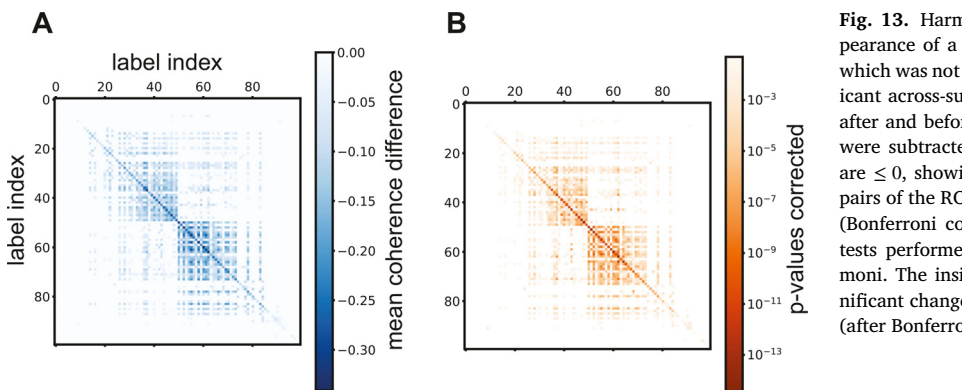 A
label index
0 20 40 60 80
0
20
40
60
80
label index
0.00
−0.05
−0.10
−0.15
−0.20
−0.25
−0.30
mean coherence difference
B
0 20 40 60 80
0
20
40
60
80
10−3
10−5
10−7
10−9
10−11
10−13
p-values corrected
Fig. 13. Harm
pearance of a
which was not
icant across-su
after and befor
were subtracte
are ≤ 0, showi
pairs of the RO
(Bonferroni co
tests performe
moni. The insi
nificant change
(after Bonferro